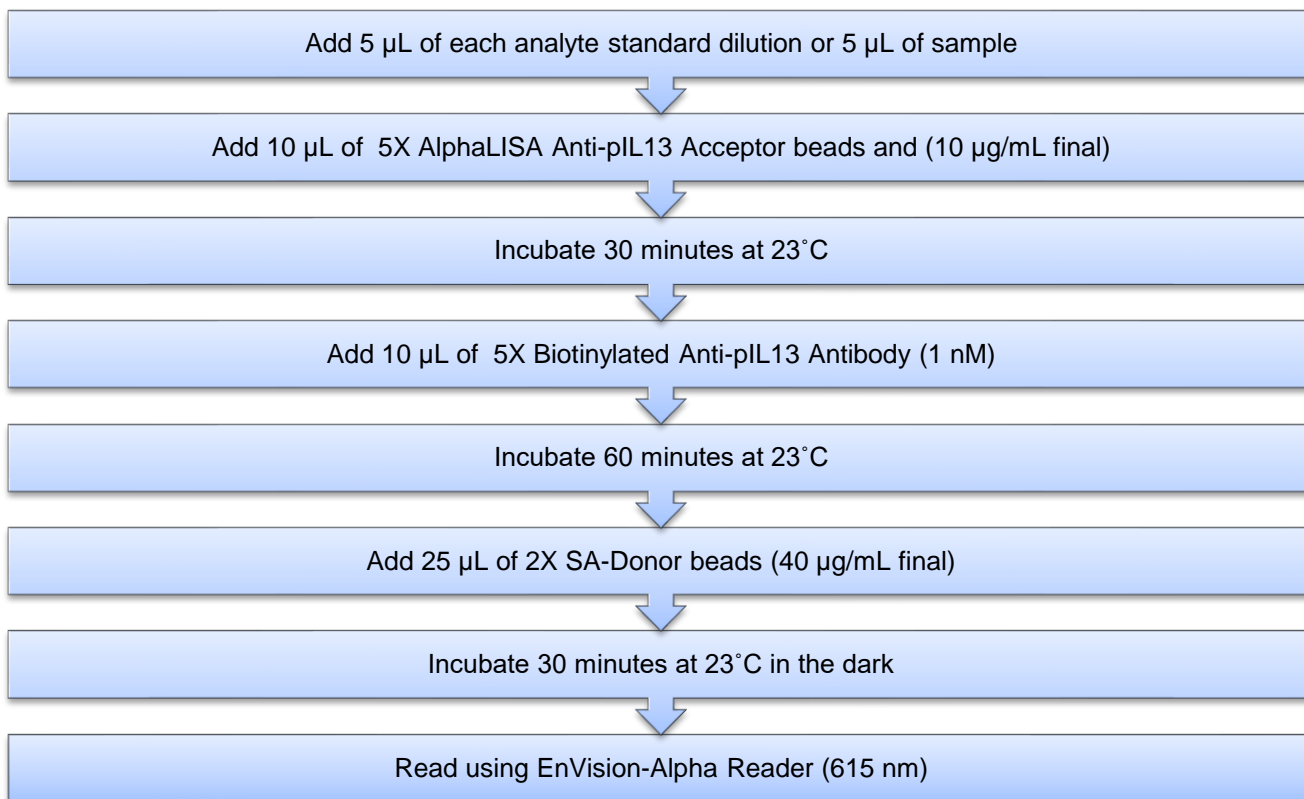 Add 5 µL of each analyte standard dilution or 5 µL of sample
Add 10 µL of  5X AlphaLISA Anti-pIL13 Acceptor beads and (10 µg/mL final)
Incubate 30 minutes at 23˚C
Add 10 µL of  5X Biotinylated Anti-pIL13 Antibody (1 nM)
Incubate 60 minutes at 23˚C
Add 25 µL of 2X SA-Donor beads (40 µg/mL final)
Incubate 30 minutes at 23˚C in the dark
Read using EnVision-Alpha Reader (615 nm)